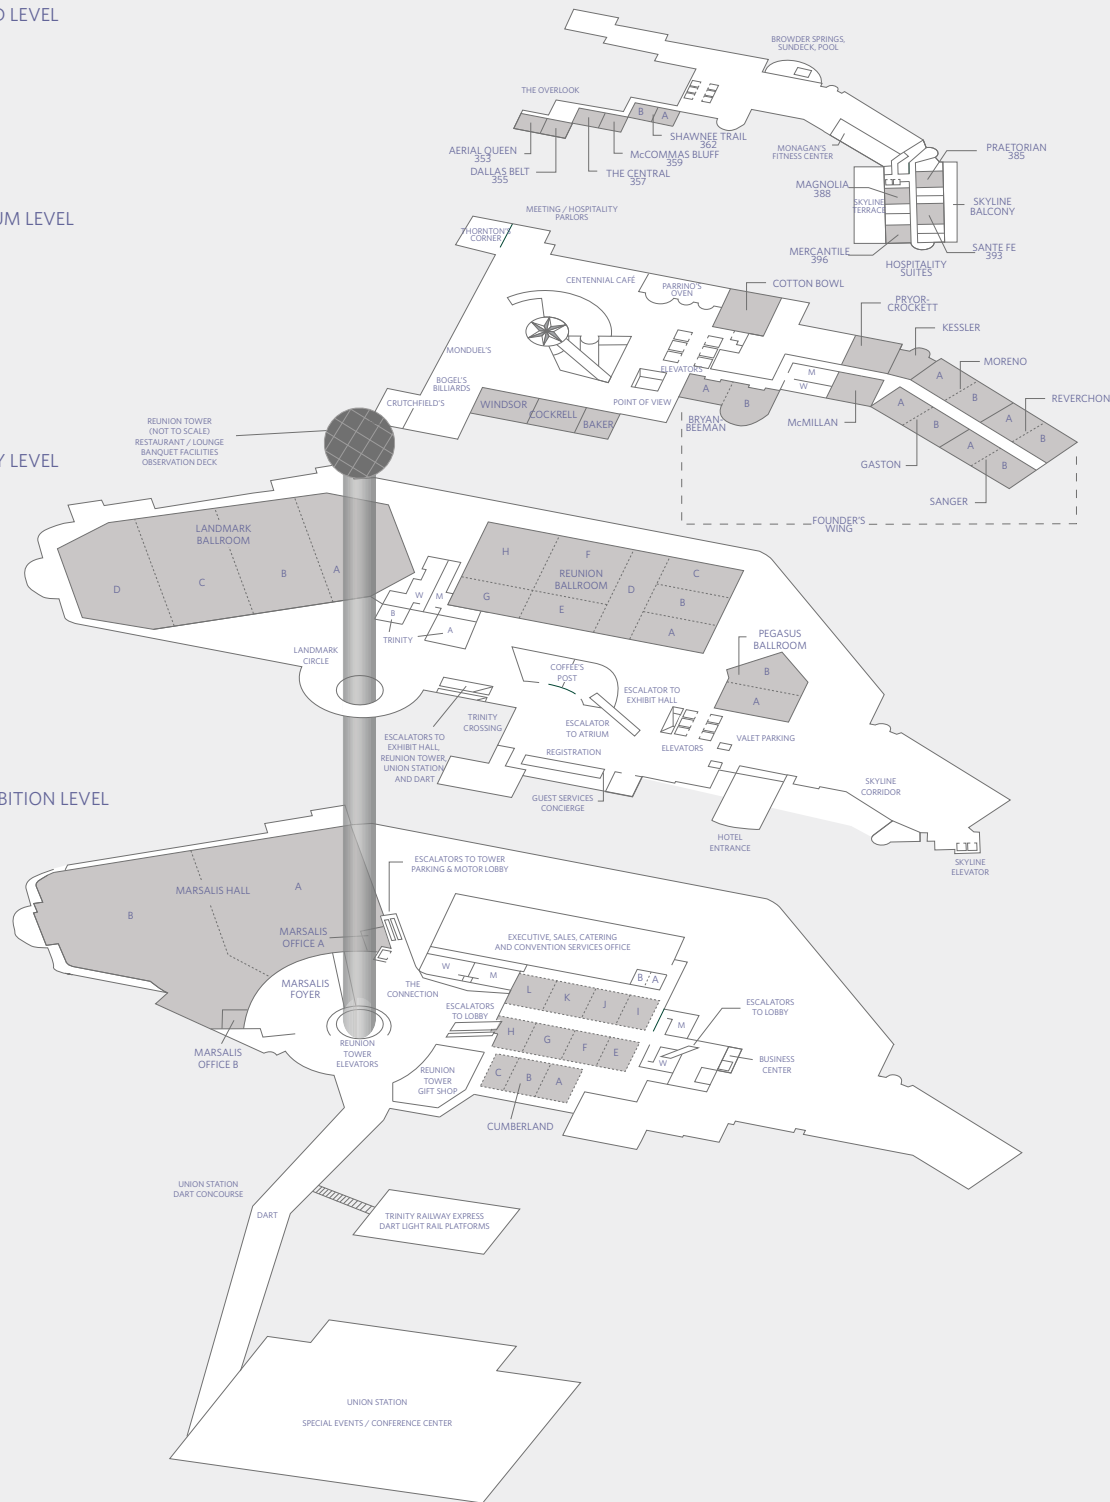 D LEVEL
BROWDER SPRINGS,
SUNDECK, POOL
THE OVERLOOK
B
A
AERIAL QUEEN
353
DALLAS BELT
355
SHAWNEE TRAIL
362
McCOMMAS BLUFF
359
THE CENTRAL
357
MONAGAN'S
FITNESS CENTER
PRAETORIAN
385
MAGNOLIA
388
SKYLINE
TERRACE
SKYLINE
BALCONY
MERCANTILE
396
SANTE FE
393
HOSPITALITY
SUITES
UM LEVEL
MEETING / HOSPITALITY
PARLORS
THORNTON'S
CORNER
CENTENNIAL CAFÉ
PARRINO'S
OVEN
COTTON BOWL
PRYOR-
CROCKETT
KESSLER
MORENO
MONDUEL'S
BOGEL'S
BILLIARDS
CRUTCHFIELD'S
ELEVATORS
M
W
A
B
A
B
REVERCHON
WINDSOR
COCKRELL
BAKER
POINT OF VIEW
A
B
BRYAN-
BEEMAN
McMILLAN
A
B
A
B
GASTON
SANGER
FOUNDER'S
WING
REUNION TOWER
(NOT TO SCALE)
RESTAURANT / LOUNGE
BANQUET FACILITIES
OBSERVATION DECK
Y LEVEL
LANDMARK
BALLROOM
D
C
B
A
W
M
B
A
TRINITY
H
F
C
REUNION
BALLROOM
D
G
E
B
A
PEGASUS
BALLROOM
B
A
LANDMARK
CIRCLE
COFFEE'S
POST
ESCALATOR TO
EXHIBIT HALL
TRINITY
CROSSING
ESCALATOR
TO ATRIUM
ELEVATORS
VALET PARKING
ESCALATORS TO
EXHIBIT HALL,
REUNION TOWER,
UNION STATION
AND DART
REGISTRATION
GUEST SERVICES
CONCIERGE
SKYLINE
CORRIDOR
HOTEL
ENTRANCE
SKYLINE
ELEVATOR
BITION LEVEL
ESCALATORS TO TOWER
PARKING & MOTOR LOBBY
MARSALIS HALL
A
B
MARSALIS
OFFICE A
EXECUTIVE, SALES, CATERING
AND CONVENTION SERVICES OFFICE
W
M
B
A
MARSALIS
FOYER
THE
CONNECTION
L
K
J
I
ESCALATORS
TO LOBBY
ESCALATORS
TO LOBBY
H
G
F
E
M
W
MARSALIS
OFFICE B
REUNION
TOWER
ELEVATORS
REUNION
TOWER
GIFT SHOP
C
B
A
BUSINESS
CENTER
CUMBERLAND
UNION STATION
DART CONCOURSE
DART
TRINITY RAILWAY EXPRESS
DART LIGHT RAIL PLATFORMS
UNION STATION
SPECIAL EVENTS / CONFERENCE CENTER